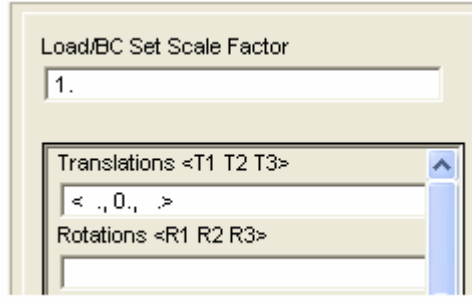 Load/BC Set Scale Factor
1.
Translations <T1 T2 T3>
< ., 0., .>
Rotations <R1 R2 R3>